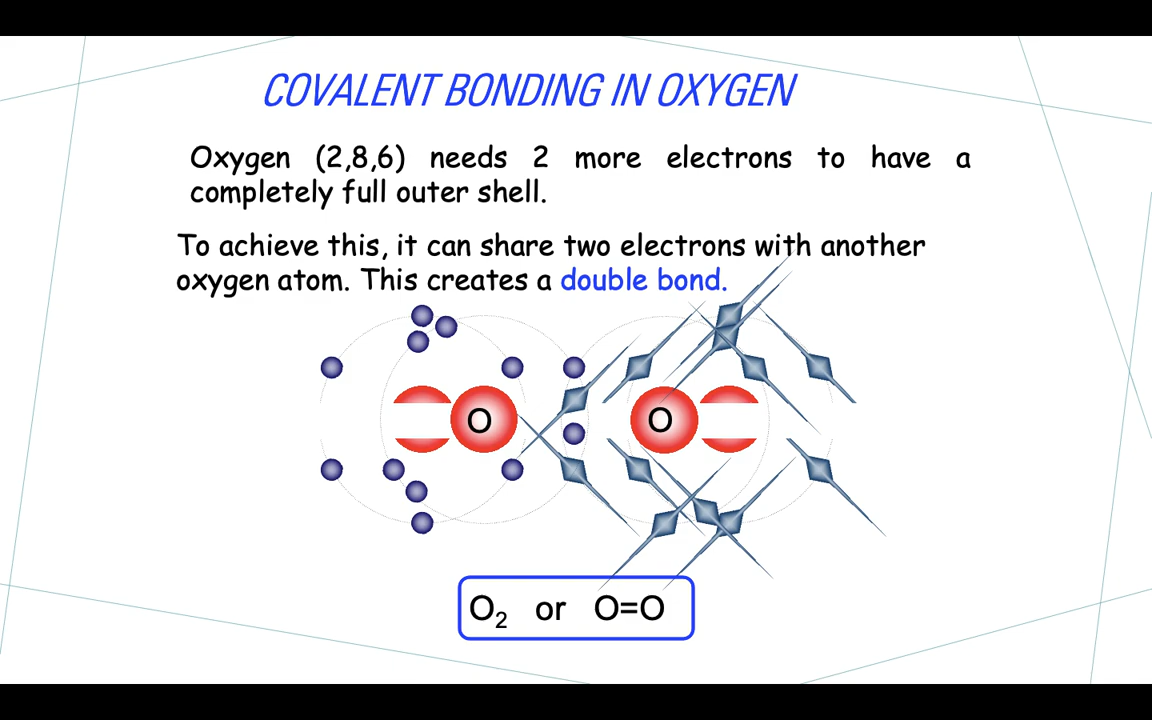 COVALENT BONDING IN OXYGEN
Oxygen (2,8,6) needs 2 more electrons to have a
completely full outer shell.
To achieve this, it can share two electrons with another
oxygen atom. This creates a double bond.
O O
O₂ or O=O